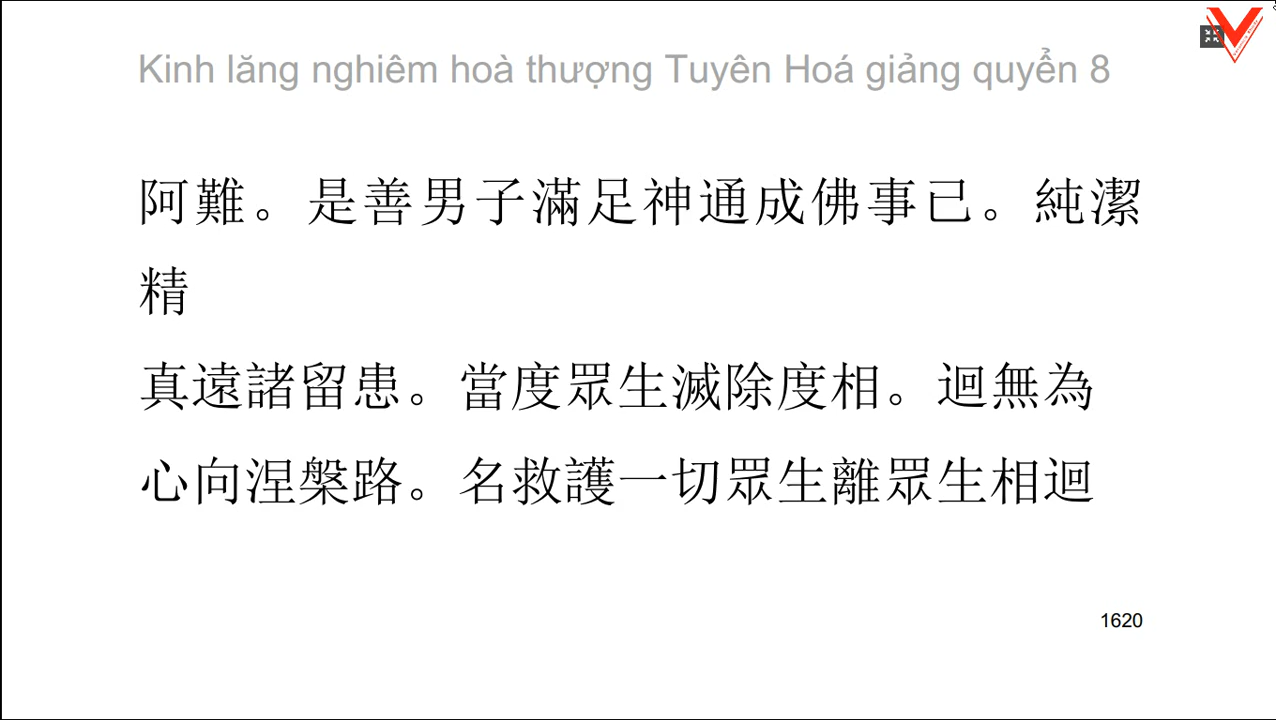 Kinh lăng nghiêm hoà thượng Tuyên Hoá giảng quyển 8
阿難。是善男子滿足神通成佛事已。純潔
精
真遠諸留患。當度眾生滅除度相。迴無為
心向涅槃路。名救護一切眾生離眾生相迴
1620